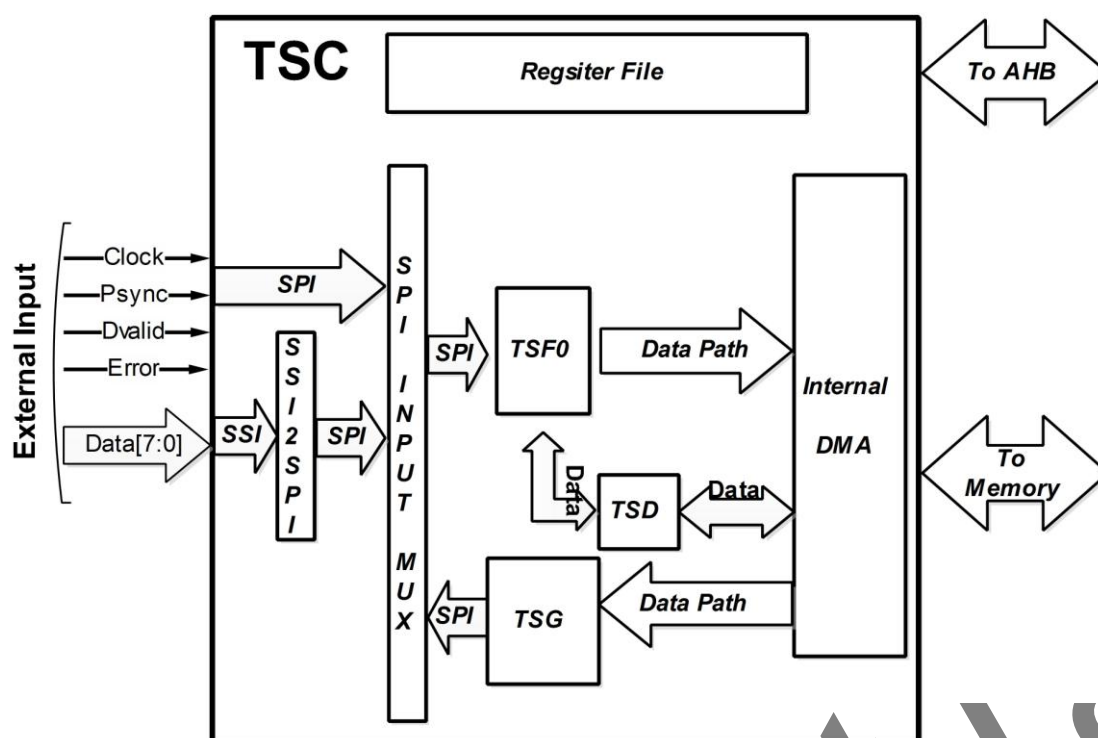 TSC
Regsiter File
To AHB
External Input
Clock
Psync
Dvalid
Error
Data[7:0]
SPI
SSI
SSI2SPI
SPI
SPI INPUT MUX
SPI
TSF0
Data Path
Internal
DMA
To
Memory
Data
TSD
Data
SPI
TSG
Data Path